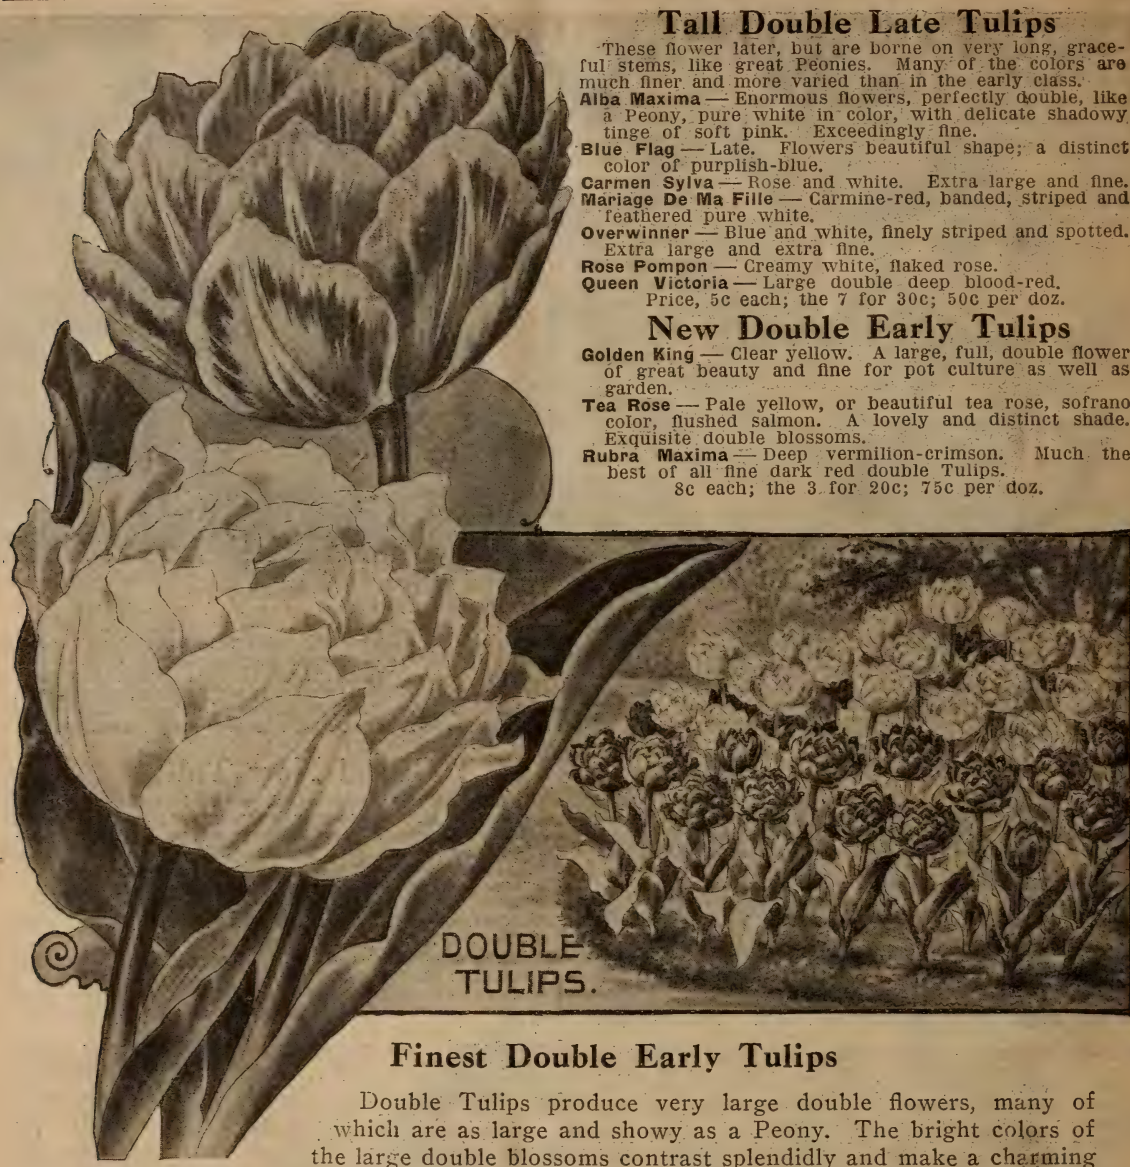 Tall Double Late Tulips
These flower later, but are borne on very long, grace-
ful stems, like great Peonies. Many of the colors are
much finer and more varied than in the early class.
Alba Maxima — Enormous flowers, perfectly double, like
a Peony, pure white in color, with delicate shadowy
tinge of soft pink. Exceedingly fine.
Blue Flag — Late. Flowers beautiful shape; a distinct
color of purplish-blue.
Carmen Sylva — Rose and white. Extra large and fine.
Mariage De Ma Fille — Carmine-red, banded, striped and
feathered pure white.
Overwinner — Blue and white, finely striped and spotted.
Extra large and extra fine.
Rose Pompon — Creamy white, flaked rose.
Queen Victoria — Large double deep blood-red.
Price, 5c each; the 7 for 30c; 50c per doz.
New Double Early Tulips
Golden King — Clear yellow. A large, full, double flower
of great beauty and fine for pot culture as well as
garden.
Tea Rose — Pale yellow, or beautiful tea rose, sofrano
color, flushed salmon. A lovely and distinct shade.
Exquisite double blossoms.
Rubra Maxima — Deep vermilion-crimson. Much the
best of all fine dark red double Tulips.
8c each; the 3 for 20c; 75c per doz.
DOUBLE
TULIPS.
Finest Double Early Tulips
Double Tulips produce very large double flowers, many of
which are as large and showy as a Peony. The bright colors of
the large double blossoms contrast splendidly and make a charming